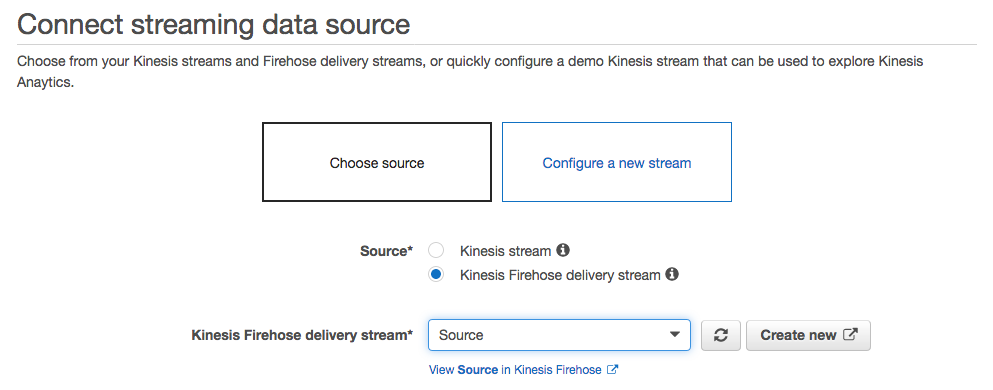 Connect streaming data source
Choose from your Kinesis streams and Firehose delivery streams, or quickly configure a demo Kinesis stream that can be used to explore Kinesis
Anaytics.
Choose source
Configure a new stream
Source*
Kinesis stream
Kinesis Firehose delivery stream
Kinesis Firehose delivery stream*
Source
Create new
View Source in Kinesis Firehose